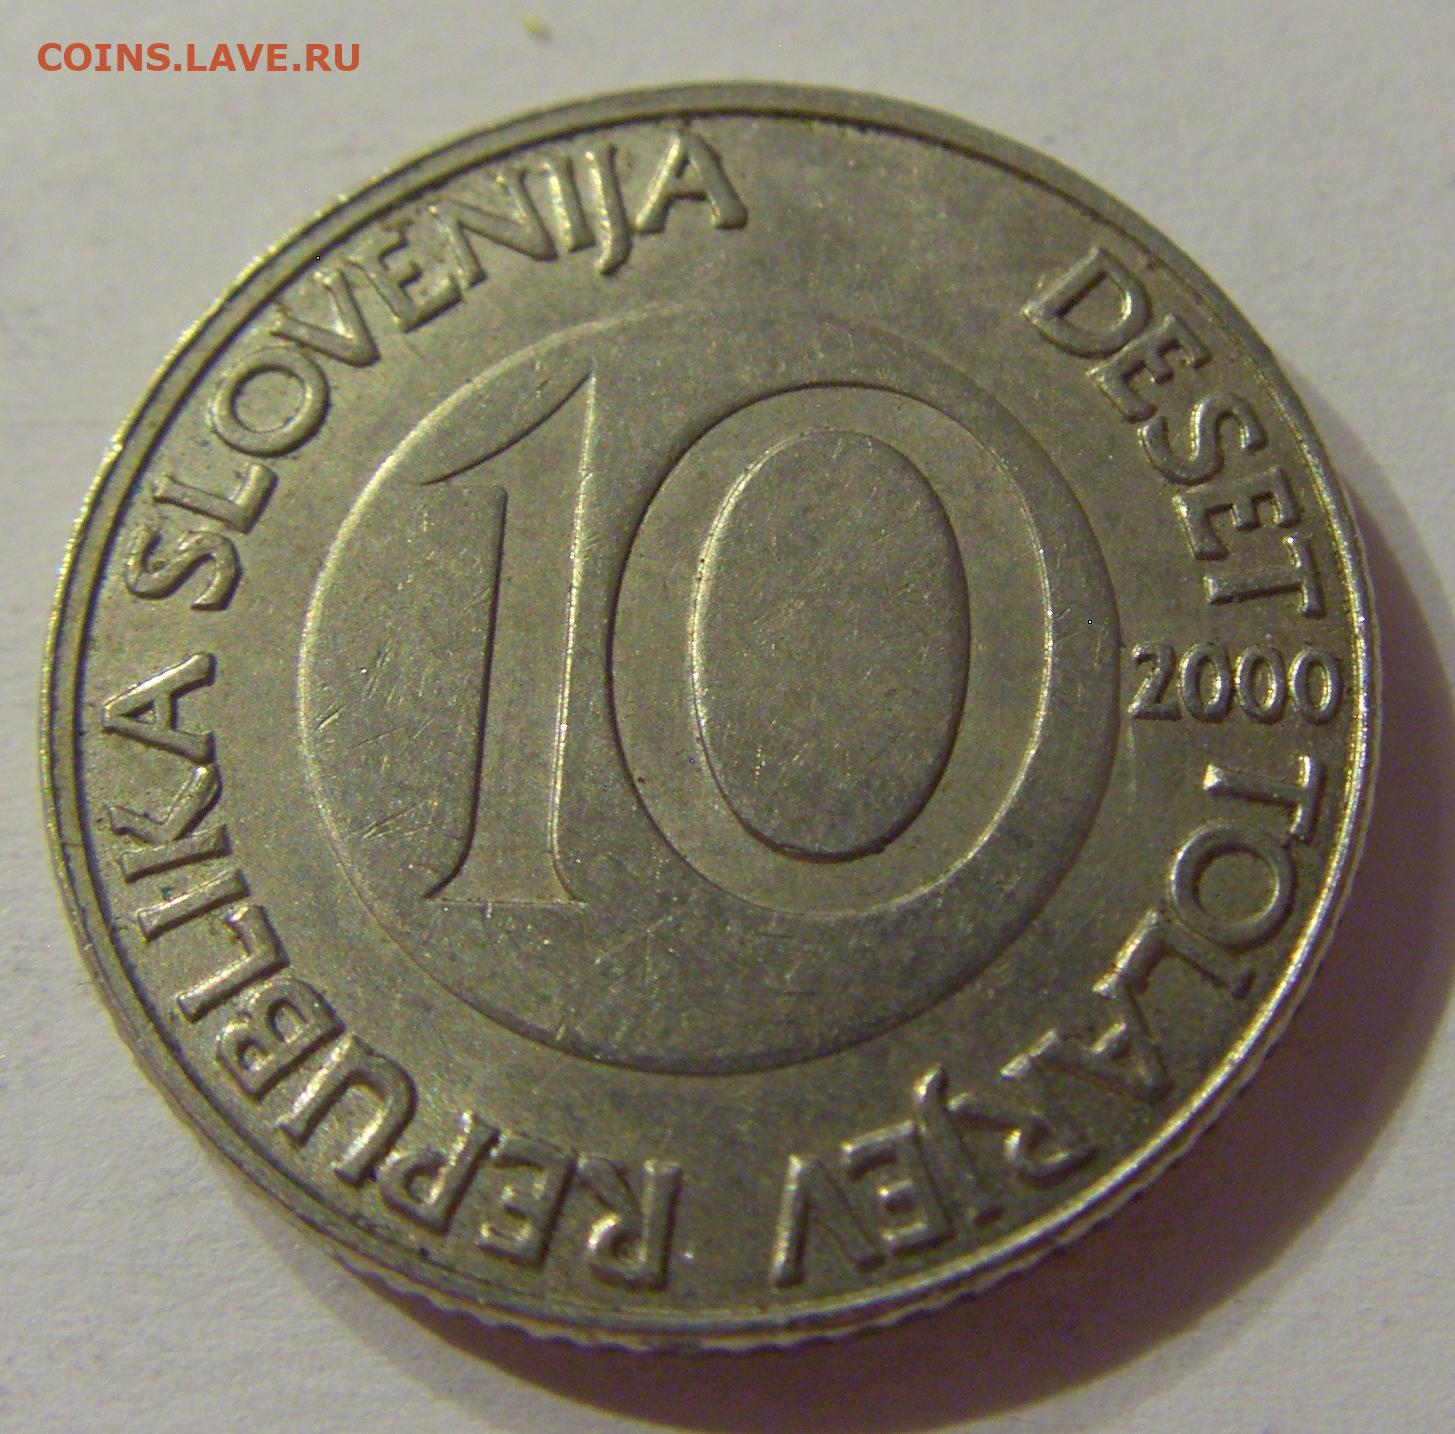 COINS.LAVE.RU
REPUBLIKA SLOVENIJA
DESET TOLARJEV
2000
10